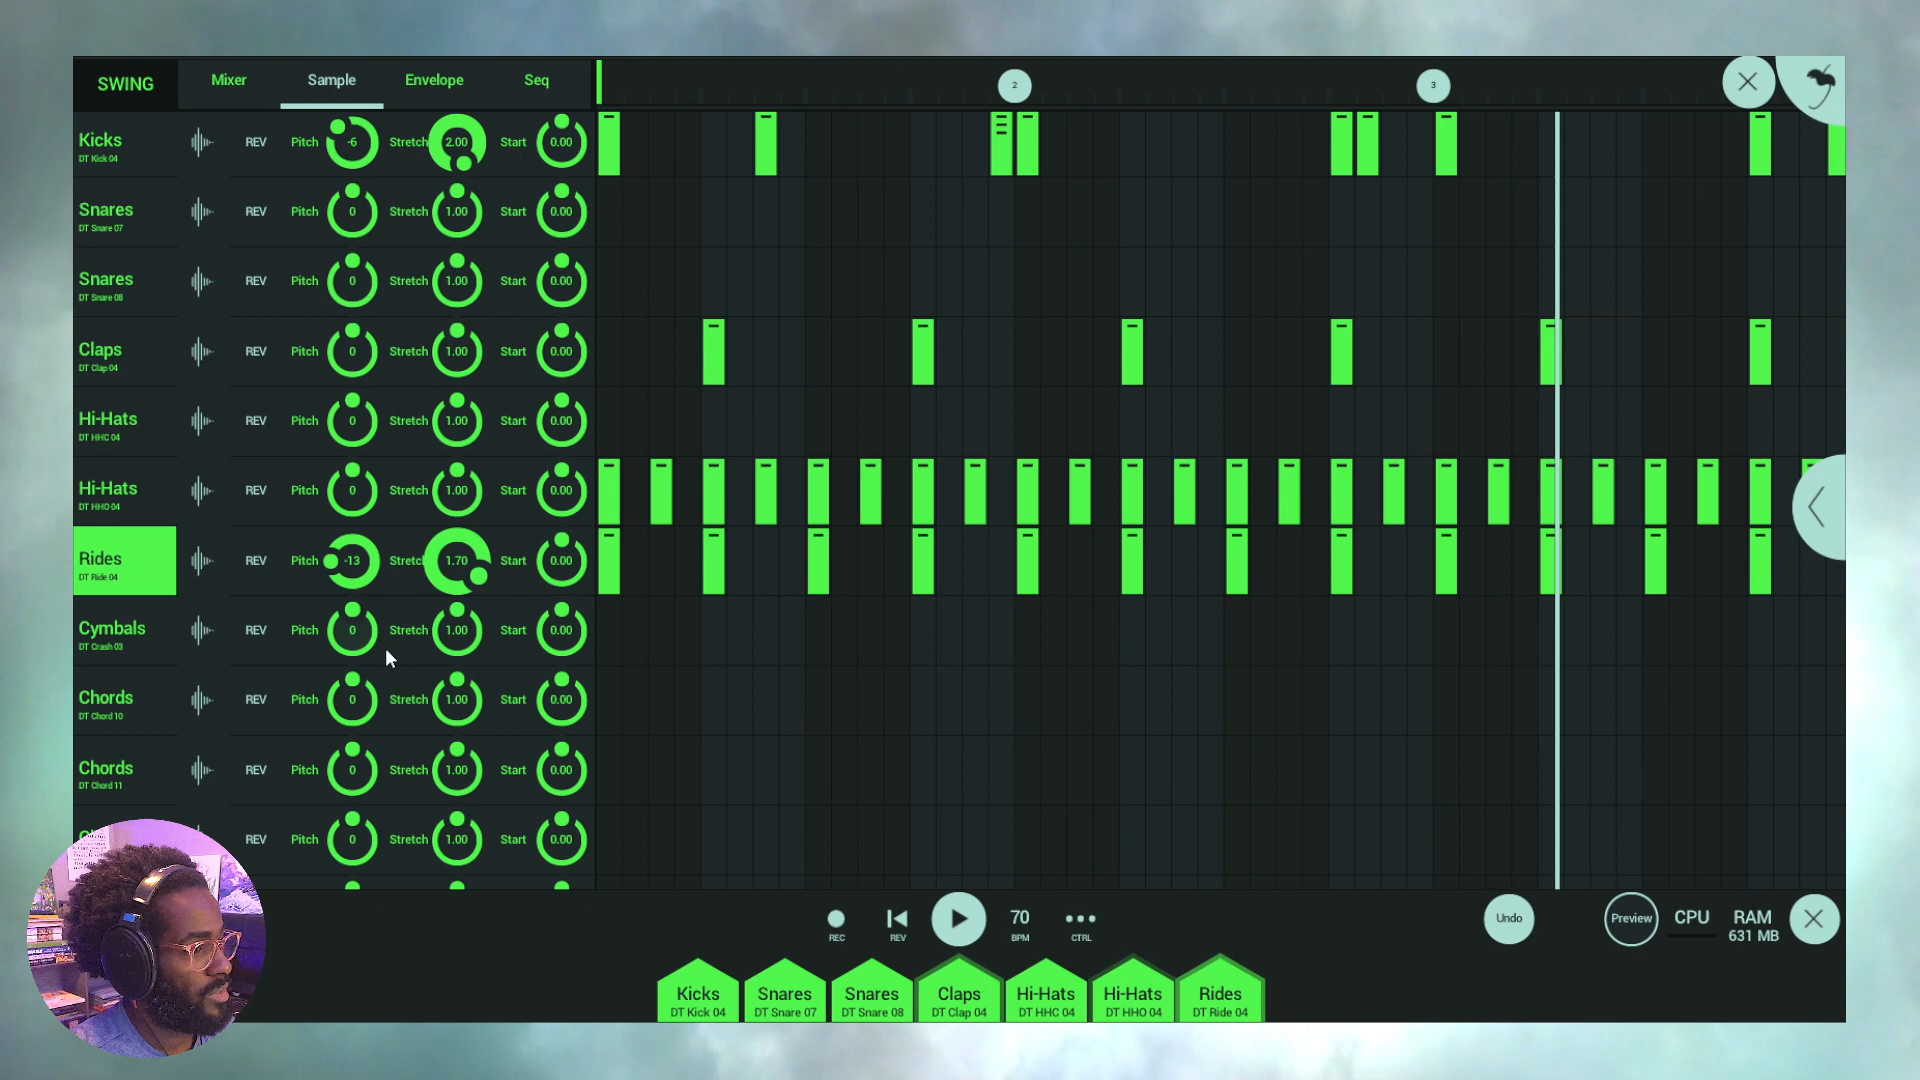 SWING Mixer Sample Envelope Seq
2 3
Kicks
DT Kick 04
REV Pitch -6 Stretch 2.00 Start 0.00
Snares
DT Snare 07
REV Pitch 0 Stretch 1.00 Start 0.00
Snares
DT Snare 08
REV Pitch 0 Stretch 1.00 Start 0.00
Claps
DT Clap 04
REV Pitch 0 Stretch 1.00 Start 0.00
Hi-Hats
DT HHC 04
REV Pitch 0 Stretch 1.00 Start 0.00
Hi-Hats
DT HHO 04
REV Pitch 0 Stretch 1.00 Start 0.00
Rides
DT Ride 04
REV Pitch -13 Stretch 1.70 Start 0.00
Cymbals
DT Crash 03
REV Pitch 0 Stretch 1.00 Start 0.00
Chords
DT Chord 10
REV Pitch 0 Stretch 1.00 Start 0.00
Chords
DT Chord 11
REV Pitch 0 Stretch 1.00 Start 0.00
REV Pitch 0 Stretch 1.00 Start 0.00
REC
REV
70
BPM
CTRL
Undo
Preview
CPU
RAM
631 MB
Kicks
DT Kick 04
Snares
DT Snare 07
Snares
DT Snare 08
Claps
DT Clap 04
Hi-Hats
DT HHC 04
Hi-Hats
DT HHO 04
Rides
DT Ride 04